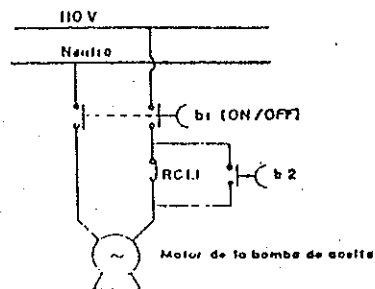 110 V
Neutro
b1 (ON/OFF)
RC1.1
b2
~
Motor de la bomba de aceite